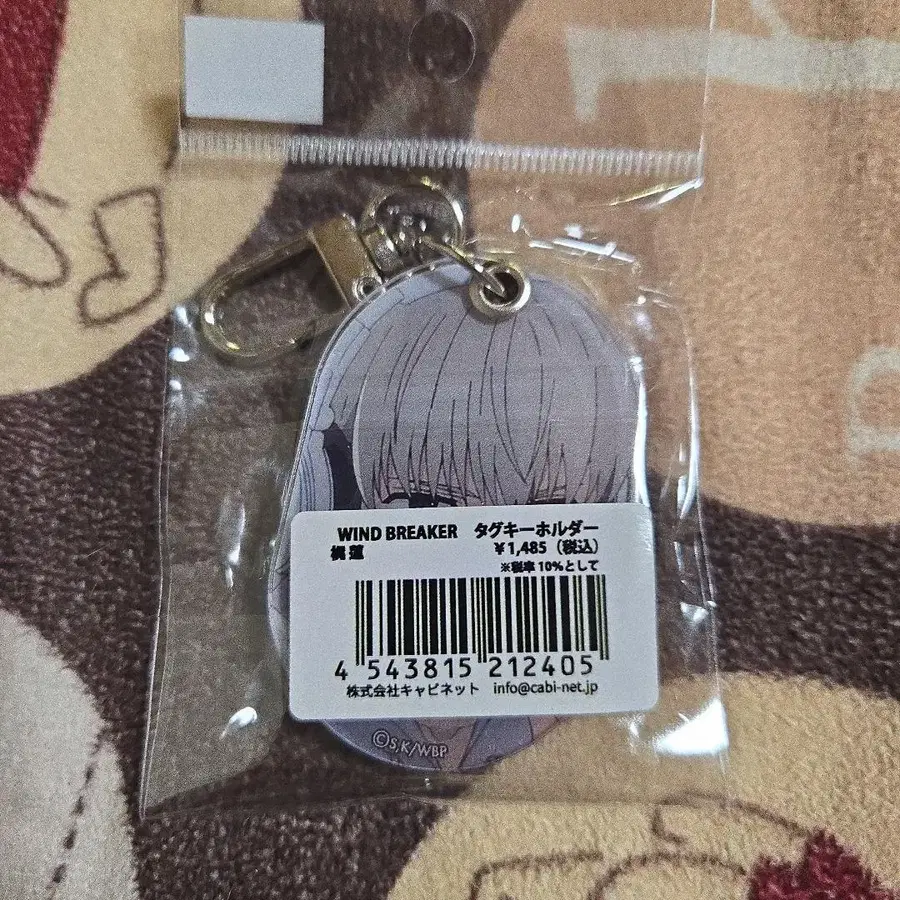 WIND BREAKER　タグキーホルダー
梶 蓮　￥1,485（税込）
※税率 10%として
4 543815 212405
株式会社キャビネット　info@cabi-net.jp
©S,K/WBP